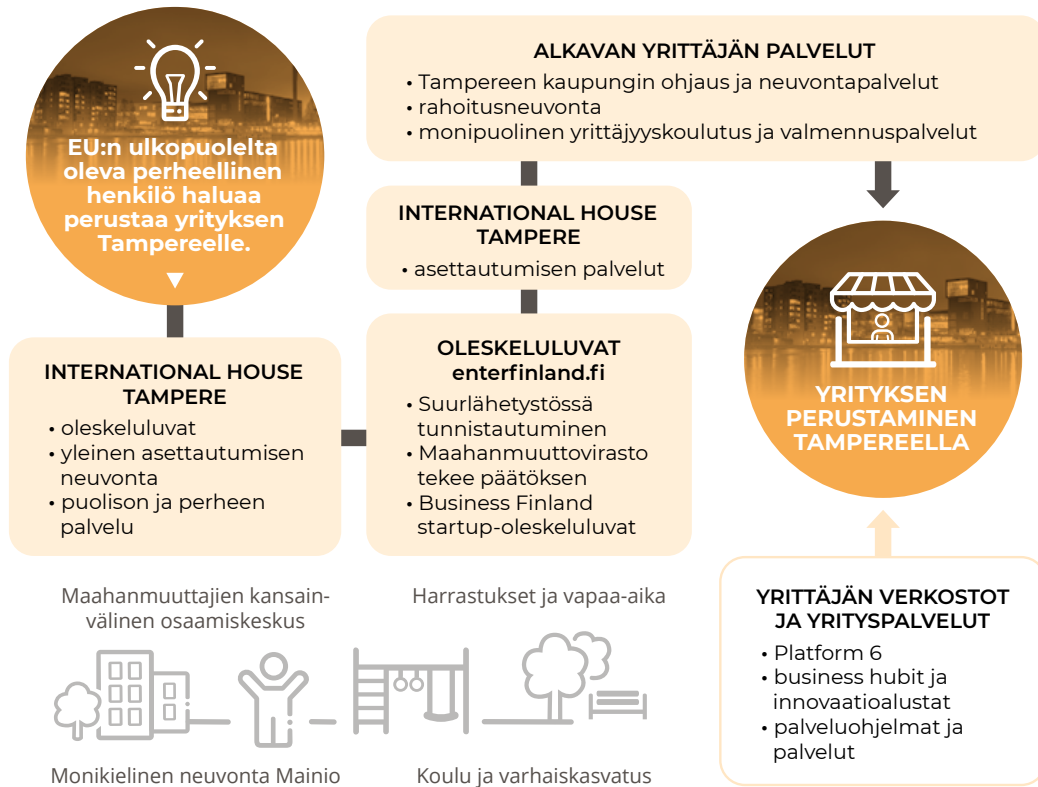 EU:n ulkopuolelta
oleva perheellinen
henkilö haluaa
perustaa yrityksen
Tampereelle.
INTERNATIONAL HOUSE
TAMPERE
• oleskeluluvat
• yleinen asettautumisen
neuvonta
• puolison ja perheen
palvelu
OLESKELULUVAT
enterfinland.fi
• Suurlähetystössä
tunnistautuminen
• Maahanmuuttovirasto
tekee päätöksen
• Business Finland
startup-oleskeluluvat
INTERNATIONAL HOUSE
TAMPERE
• asettautumisen palvelut
ALKAVAN YRITTÄJÄN PALVELUT
• Tampereen kaupungin ohjaus ja neuvontapalvelut
• rahoitusneuvonta
• monipuolinen yrittäjyyskoulutus ja valmennuspalvelut
YRITYKSEN
PERUSTAMINEN
TAMPEREELLA
YRITTÄJÄN VERKOSTOT
JA YRITYSPALVELUT
• Platform 6
• business hubit ja
innovaatioalustat
• palveluohjelmat ja
palvelut
Maahanmuuttajien kansain-
välinen osaamiskeskus
Harrastukset ja vapaa-aika
Monikielinen neuvonta Mainio
Koulu ja varhaiskasvatus